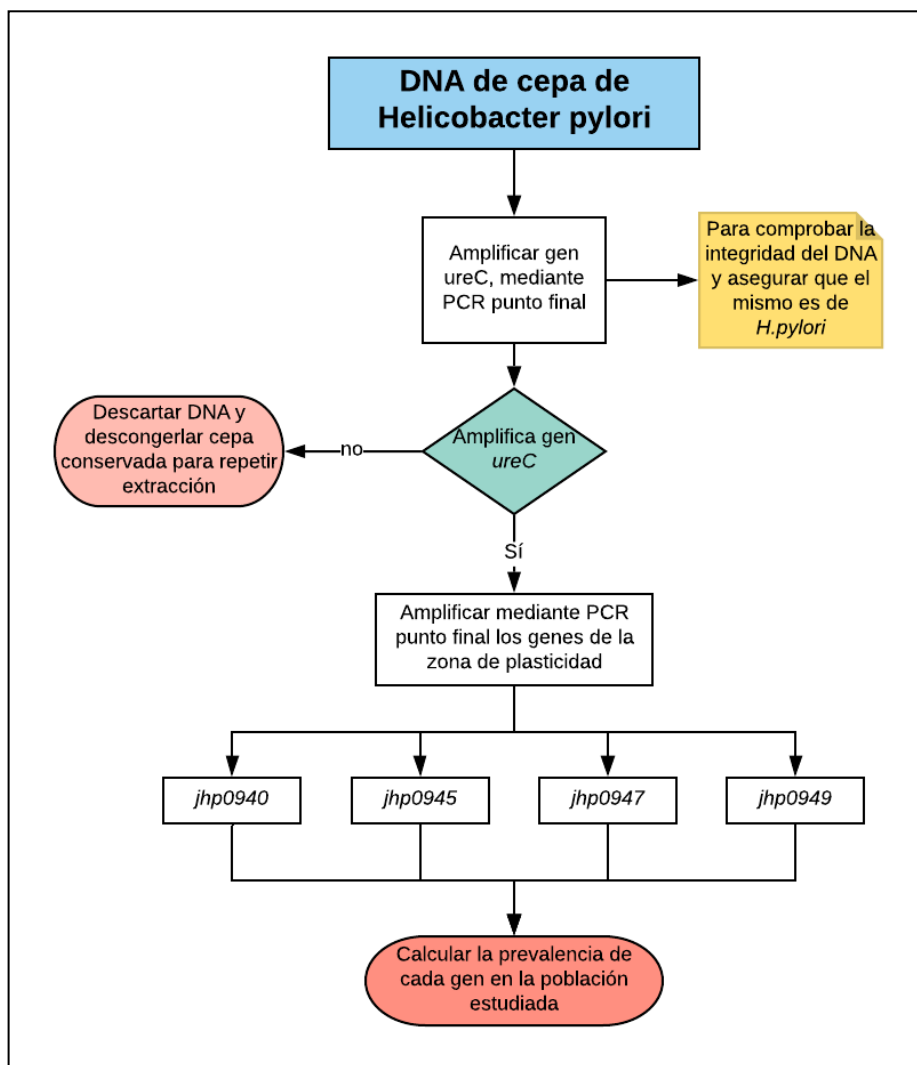 DNA de cepa de
Helicobacter pylori
Amplificar gen
ureC, mediante
PCR punto final
Para comprobar la
integridad del DNA
y asegurar que el
mismo es de
H.pylori
Amplifica gen
ureC
no
Descartar DNA y
descongerlar cepa
conservada para repetir
extracción
Sí
Amplificar mediante PCR
punto final los genes de la
zona de plasticidad
jhp0940
jhp0945
jhp0947
jhp0949
Calcular la prevalencia de
cada gen en la población
estudiada